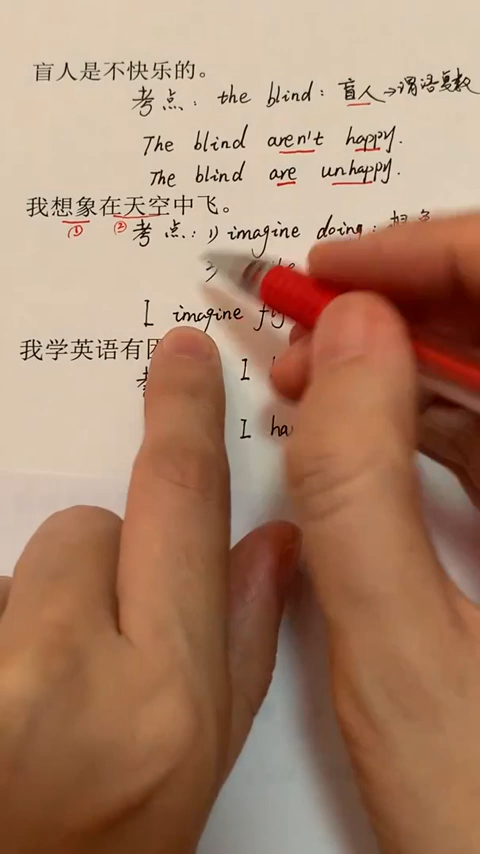 盲人是不快乐的。
考点: the blind: 盲人→谓语复数
The blind aren't happy.
The blind are unhappy.
我想象在天空中飞。
① ② 考点: 1) imagine doing: 想象
I imagine
我学英语有
I
I ha